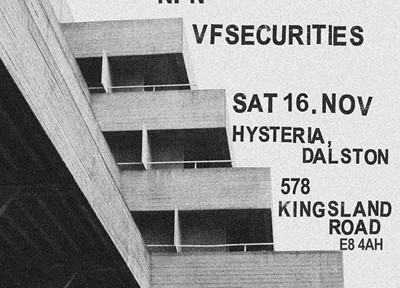 VFSECURITIES
SAT 16.NOV
HYSTERIA,
DALSTON
578
KINGSLAND
ROAD
E8 4AH